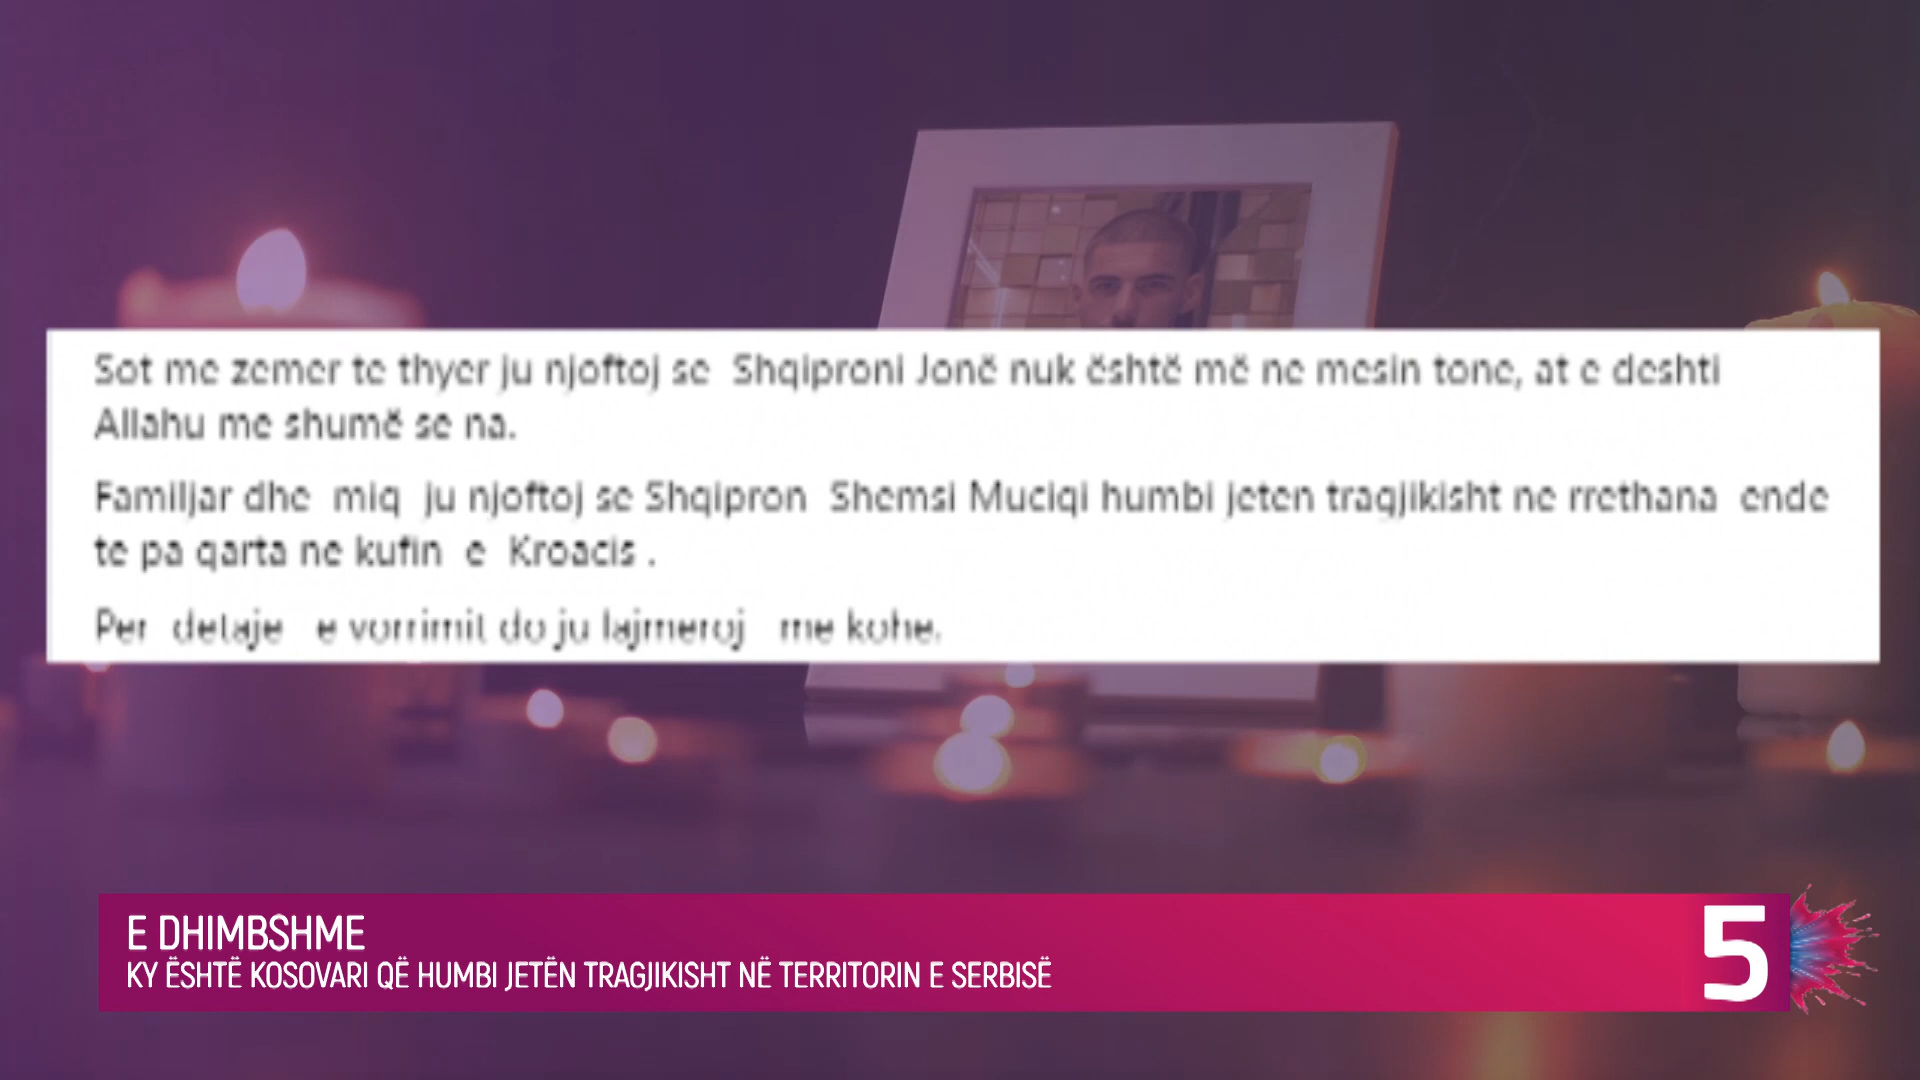 Sot me zemer te thyer ju njoftoj se Shqiproni Jonë nuk është më ne mesin tone, at e deshti
Allahu me shumë se na.
Familjar dhe miq ju njoftoj se Shqipron Shemsi Muciqi humbi jeten tragjikisht ne rrethana ende
te pa qarta ne kufin e Kroacis .
Per detaje e vorrimit do ju lajmeroj me kohe.
E DHIMBSHME
KY ËSHTË KOSOVARI QË HUMBI JETËN TRAGJIKISHT NË TERRITORIN E SERBISË
5